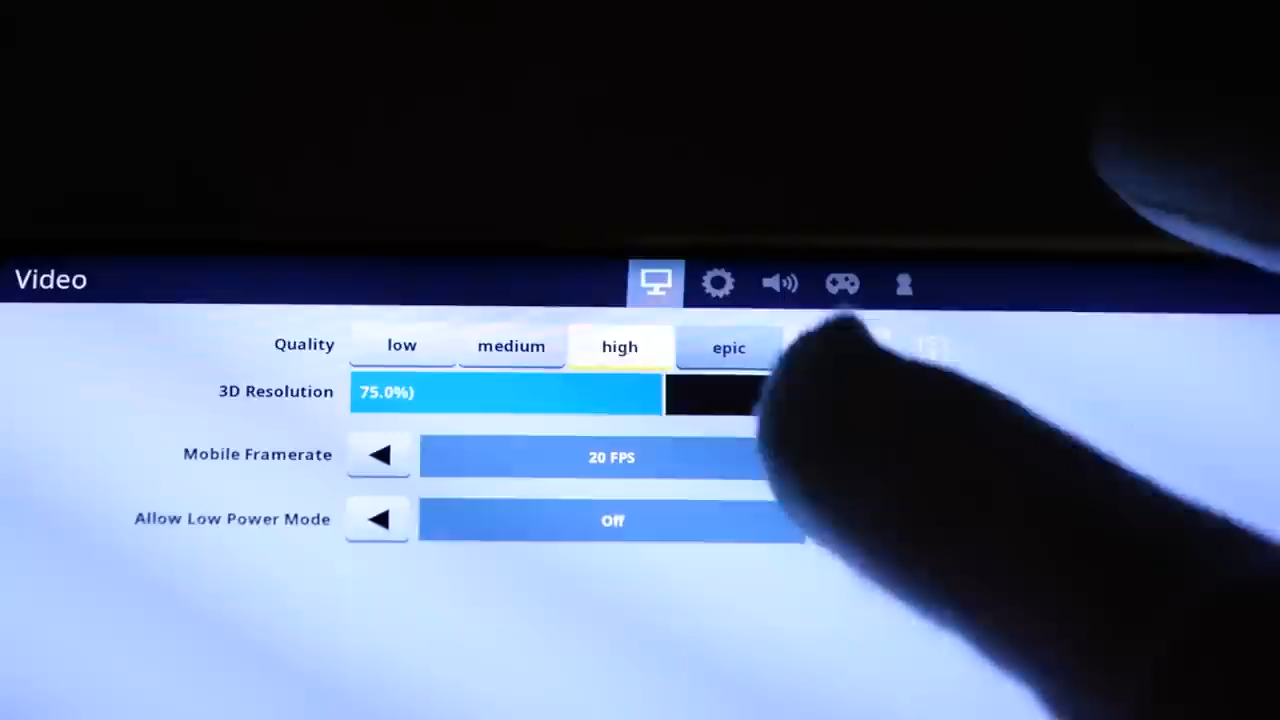 Video
Quality low medium high epic
3D Resolution 75.0%)
Mobile Framerate 20 FPS
Allow Low Power Mode Off